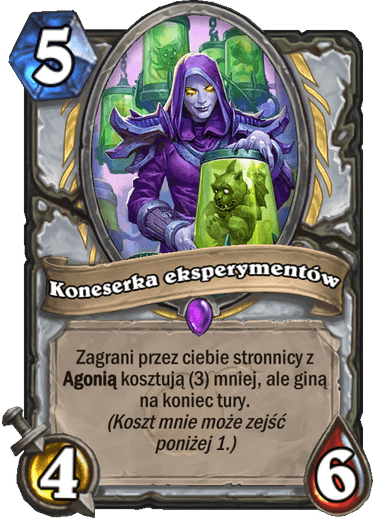 5
Koneserka eksperymentów
Zagrani przez ciebie stronnicy z
Agonią kosztują (3) mniej, ale giną
na koniec tury.
(Koszt mnie może zejść
poniżej 1.)
4
6